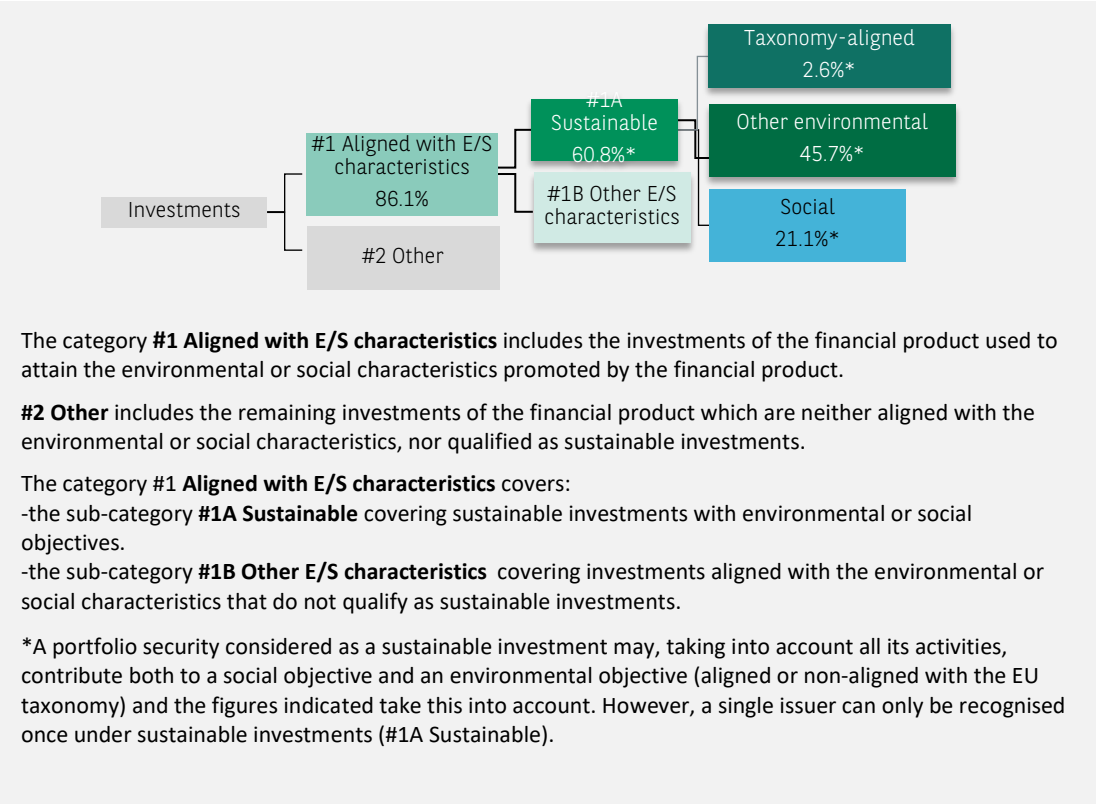 Taxonomy-aligned
2.6%*
#1A
Sustainable
60.8%*
Other environmental
45.7%*
#1 Aligned with E/S
characteristics
86.1%
#1B Other E/S
characteristics
Social
21.1%*
Investments
#2 Other
The category #1 Aligned with E/S characteristics includes the investments of the financial product used to
attain the environmental or social characteristics promoted by the financial product.
#2 Other includes the remaining investments of the financial product which are neither aligned with the
environmental or social characteristics, nor qualified as sustainable investments.
The category #1 Aligned with E/S characteristics covers:
-the sub-category #1A Sustainable covering sustainable investments with environmental or social
objectives.
-the sub-category #1B Other E/S characteristics covering investments aligned with the environmental or
social characteristics that do not qualify as sustainable investments.
*A portfolio security considered as a sustainable investment may, taking into account all its activities,
contribute both to a social objective and an environmental objective (aligned or non-aligned with the EU
taxonomy) and the figures indicated take this into account. However, a single issuer can only be recognised
once under sustainable investments (#1A Sustainable).